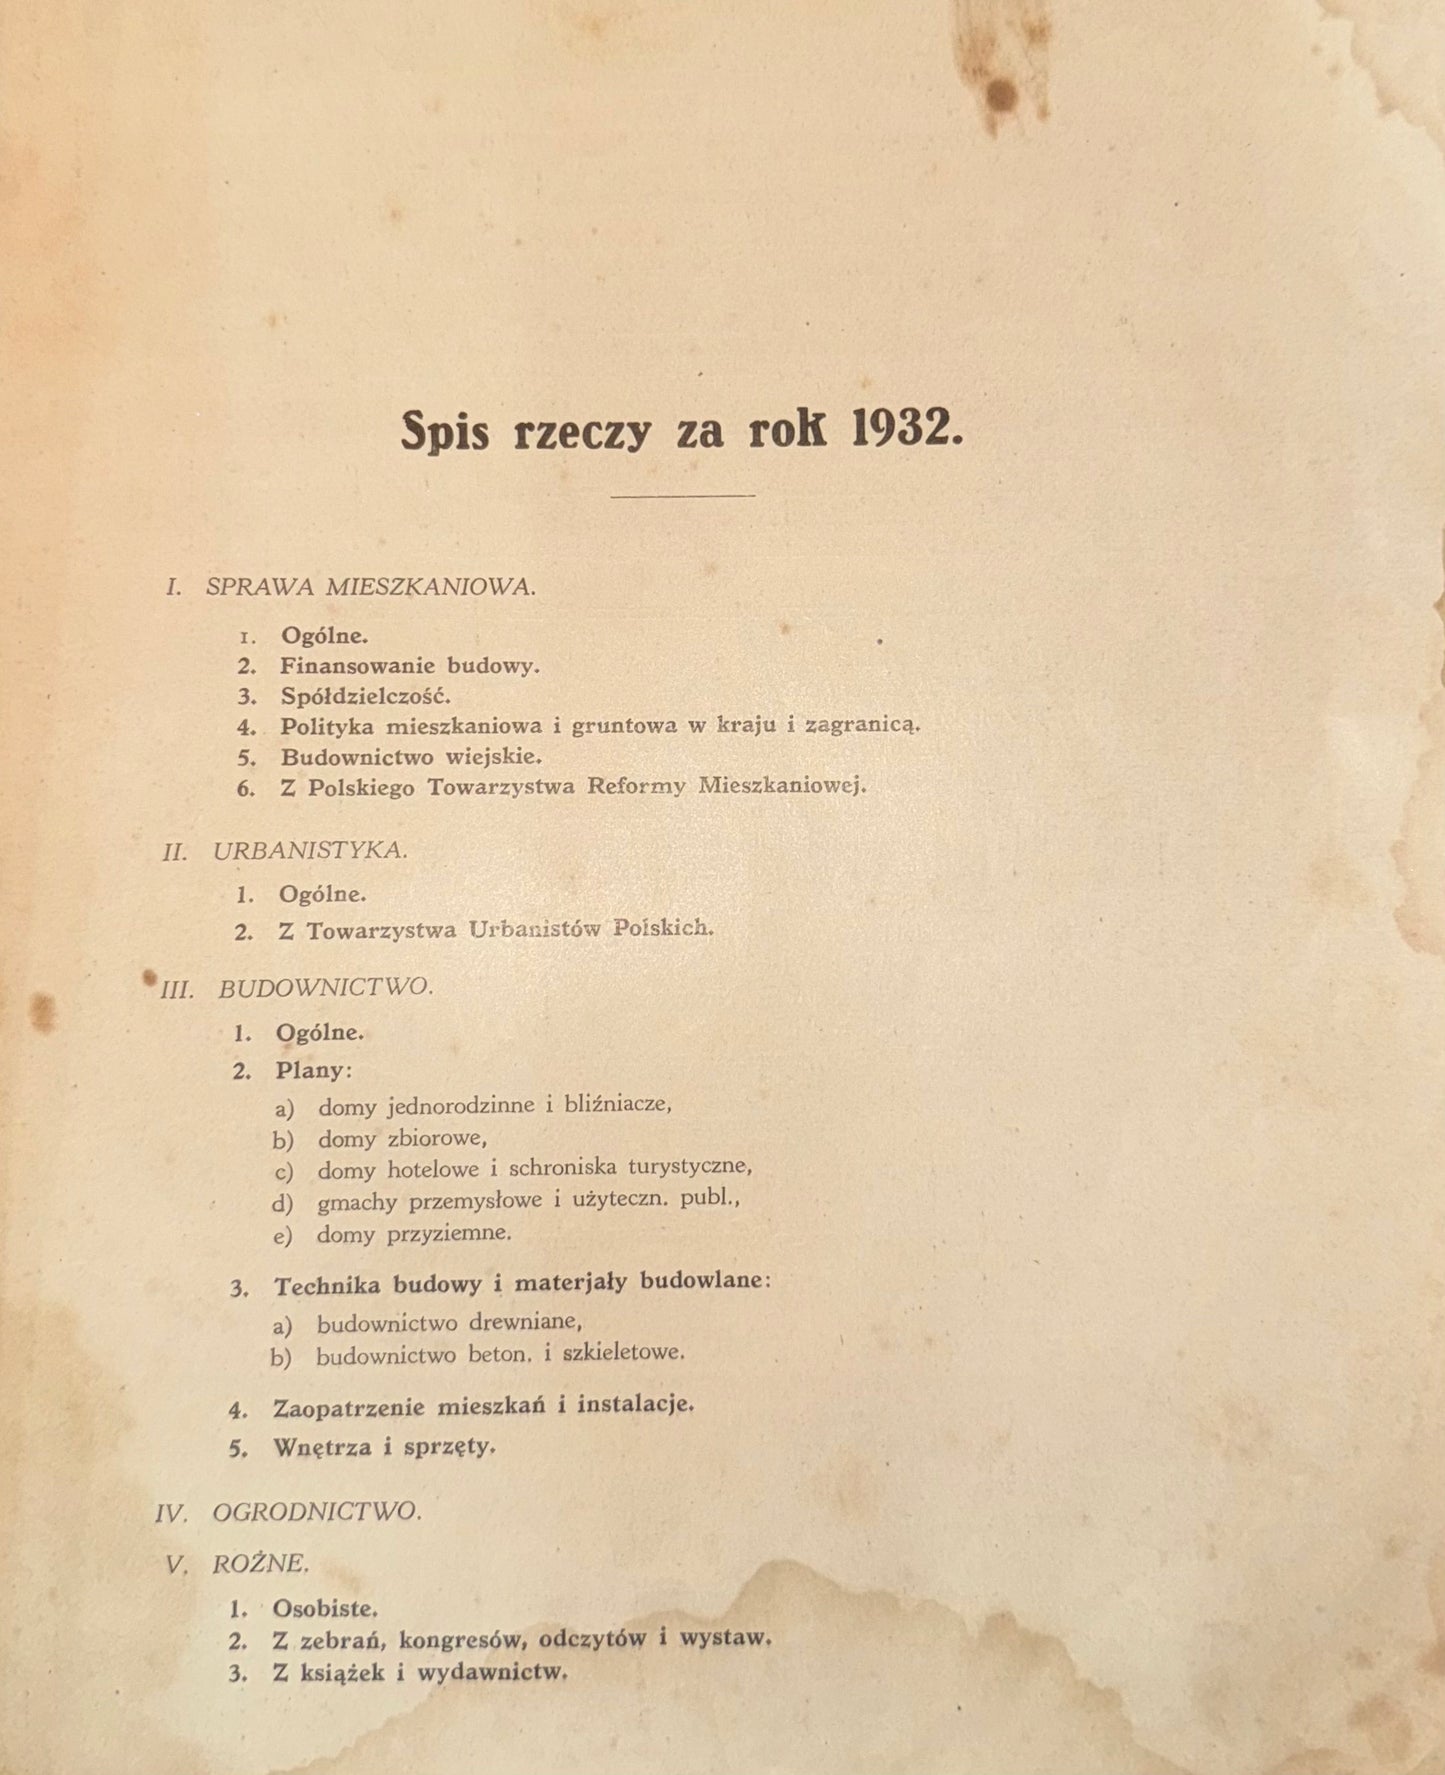 Spis rzeczy za rok 1932.
I. SPRAWA MIESZKANIOWA.
1. Ogólne.
2. Finansowanie budowy.
3. Spółdzielczość.
4. Polityka mieszkaniowa i gruntowa w kraju i zagranicą.
5. Budownictwo wiejskie.
6. Z Polskiego Towarzystwa Reformy Mieszkaniowej.
II. URBANISTYKA.
1. Ogólne.
2. Z Towarzystwa Urbanistów Polskich.
III. BUDOWNICTWO.
1. Ogólne.
2. Plany:
a) domy jednorodzinne i bliźniacze,
b) domy zbiorowe,
c) domy hotelowe i schroniska turystyczne,
d) gmachy przemysłowe i użyteczn. publ.,
e) domy przyziemne.
3. Technika budowy i materjały budowlane:
a) budownictwo drewniane,
b) budownictwo beton. i szkieletowe.
4. Zaopatrzenie mieszkań i instalacje.
5. Wnętrza i sprzęty.
IV. OGRODNICTWO.
V. ROŻNE.
1. Osobiste.
2. Z zebrań, kongresów, odczytów i wystaw.
3. Z książek i wydawnictw.